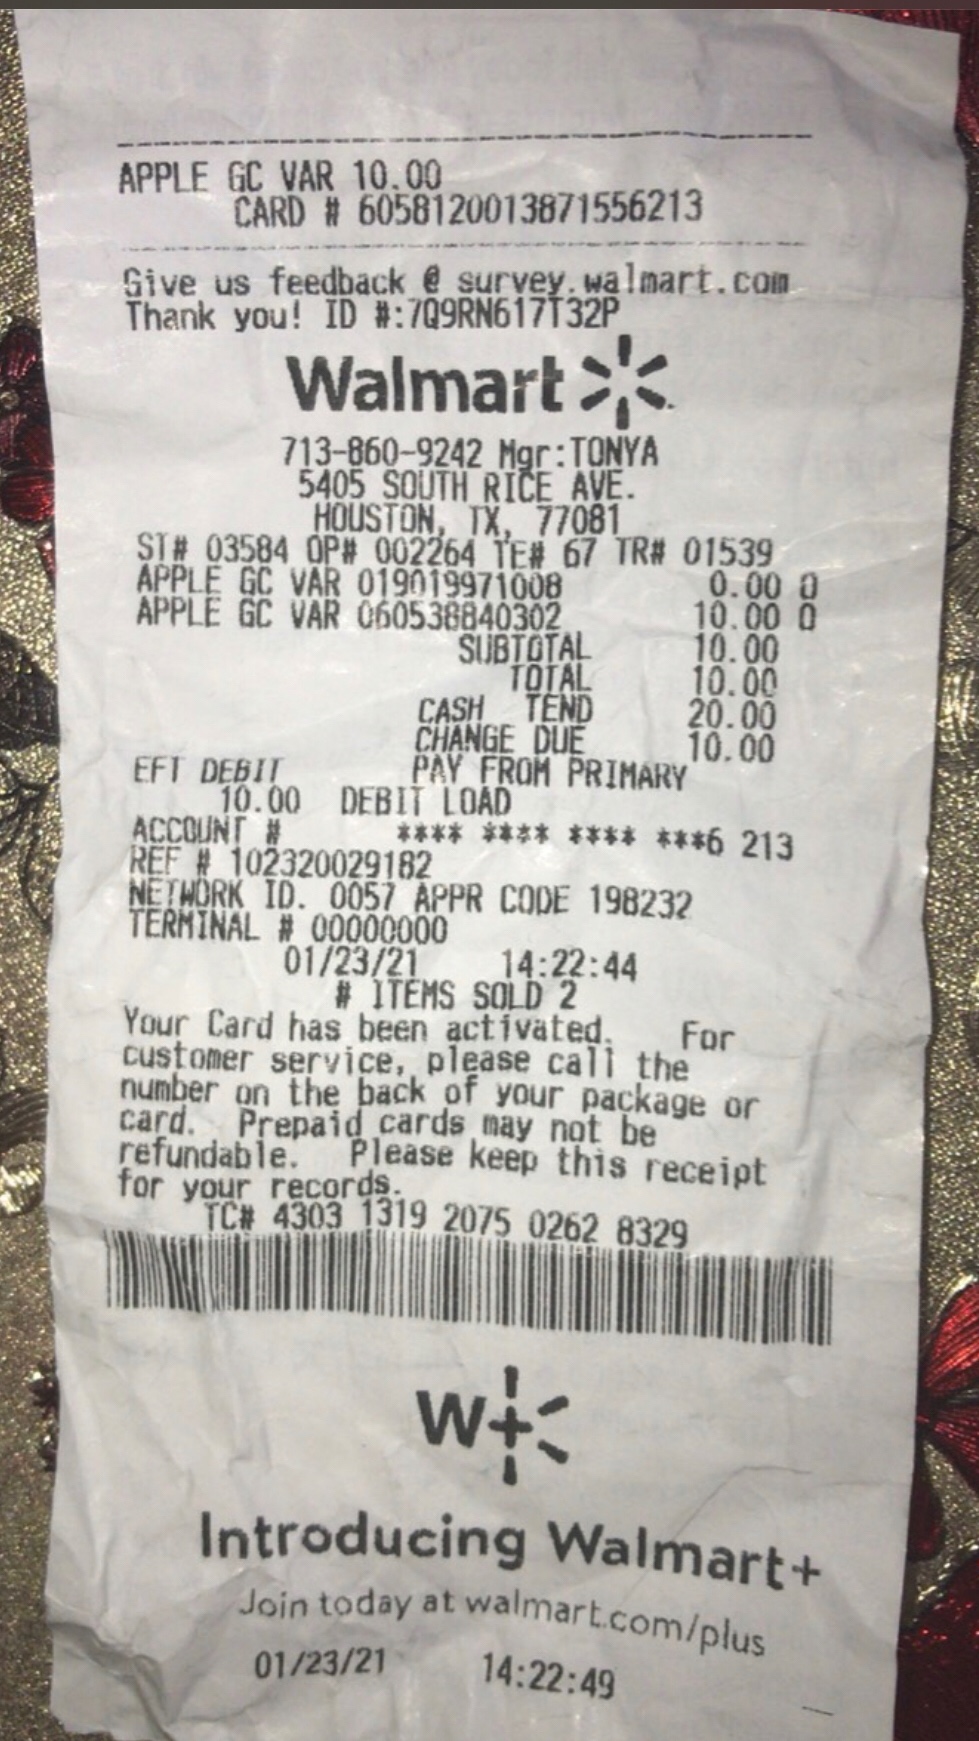 APPLE GC VAR 10.00
CARD # 6058120013871556213
Give us feedback @ survey.walmart.com
Thank you! ID #:7Q9RN617T32P
Walmart
713-860-9242 Mgr:TONYA
5405 SOUTH RICE AVE.
HOUSTON, TX, 77081
ST# 03584 OP# 002264 TE# 67 TR# 01539
APPLE GC VAR 019019971008 0.00 O
APPLE GC VAR 060538840302 10.00 O
SUBTOTAL 10.00
TOTAL 10.00
CASH TEND 20.00
CHANGE DUE 10.00
EFT DEBIT PAY FROM PRIMARY
10.00 DEBIT LOAD
ACCOUNT # **** **** **** ***6 213
REF # 102320029182
NETWORK ID. 0057 APPR CODE 198232
TERMINAL # 00000000
01/23/21 14:22:44
# ITEMS SOLD 2
Your Card has been activated. For
customer service, please call the
number on the back of your package or
card. Prepaid cards may not be
refundable. Please keep this receipt
for your records.
TC# 4303 1319 2075 0262 8329
W+
Introducing Walmart+
Join today at walmart.com/plus
01/23/21 14:22:49